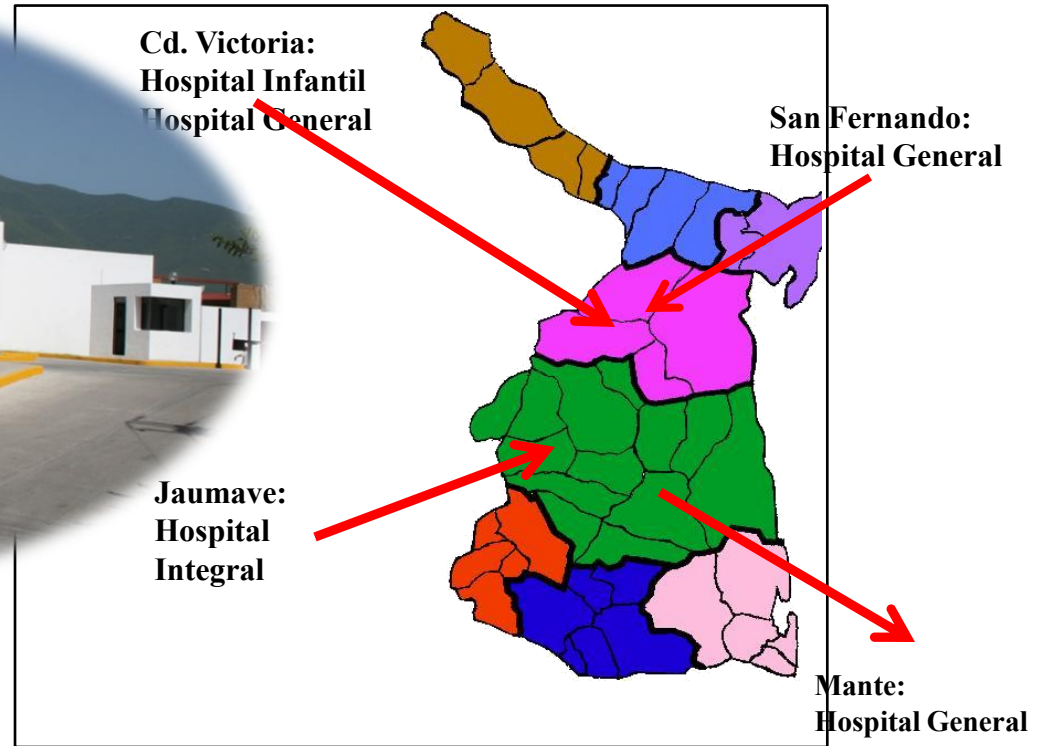 Cd. Victoria:
Hospital Infantil
Hospital General
San Fernando:
Hospital General
Jaumave:
Hospital
Integral
Mante:
Hospital General